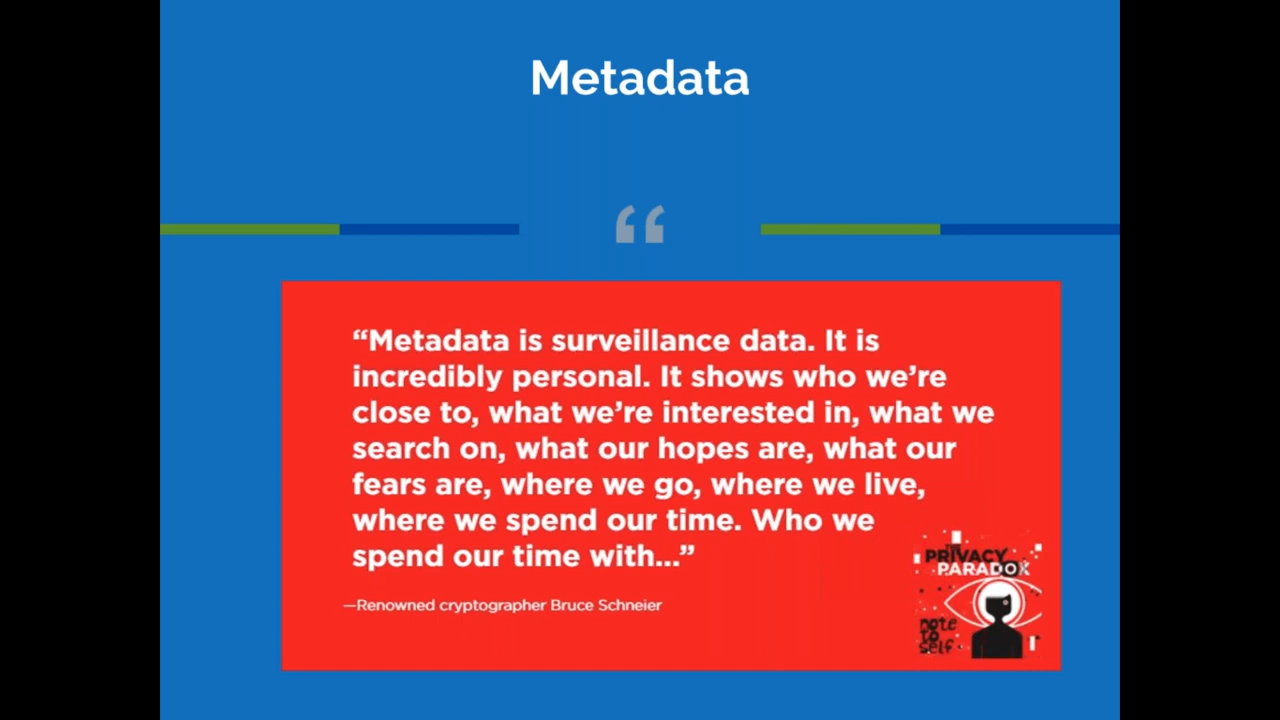 Metadata
“
“Metadata is surveillance data. It is
incredibly personal. It shows who we’re
close to, what we’re interested in, what we
search on, what our hopes are, what our
fears are, where we go, where we live,
where we spend our time. Who we
spend our time with...”
—Renowned cryptographer Bruce Schneier
THE
PRIVACY
PARADOX
note
to
self